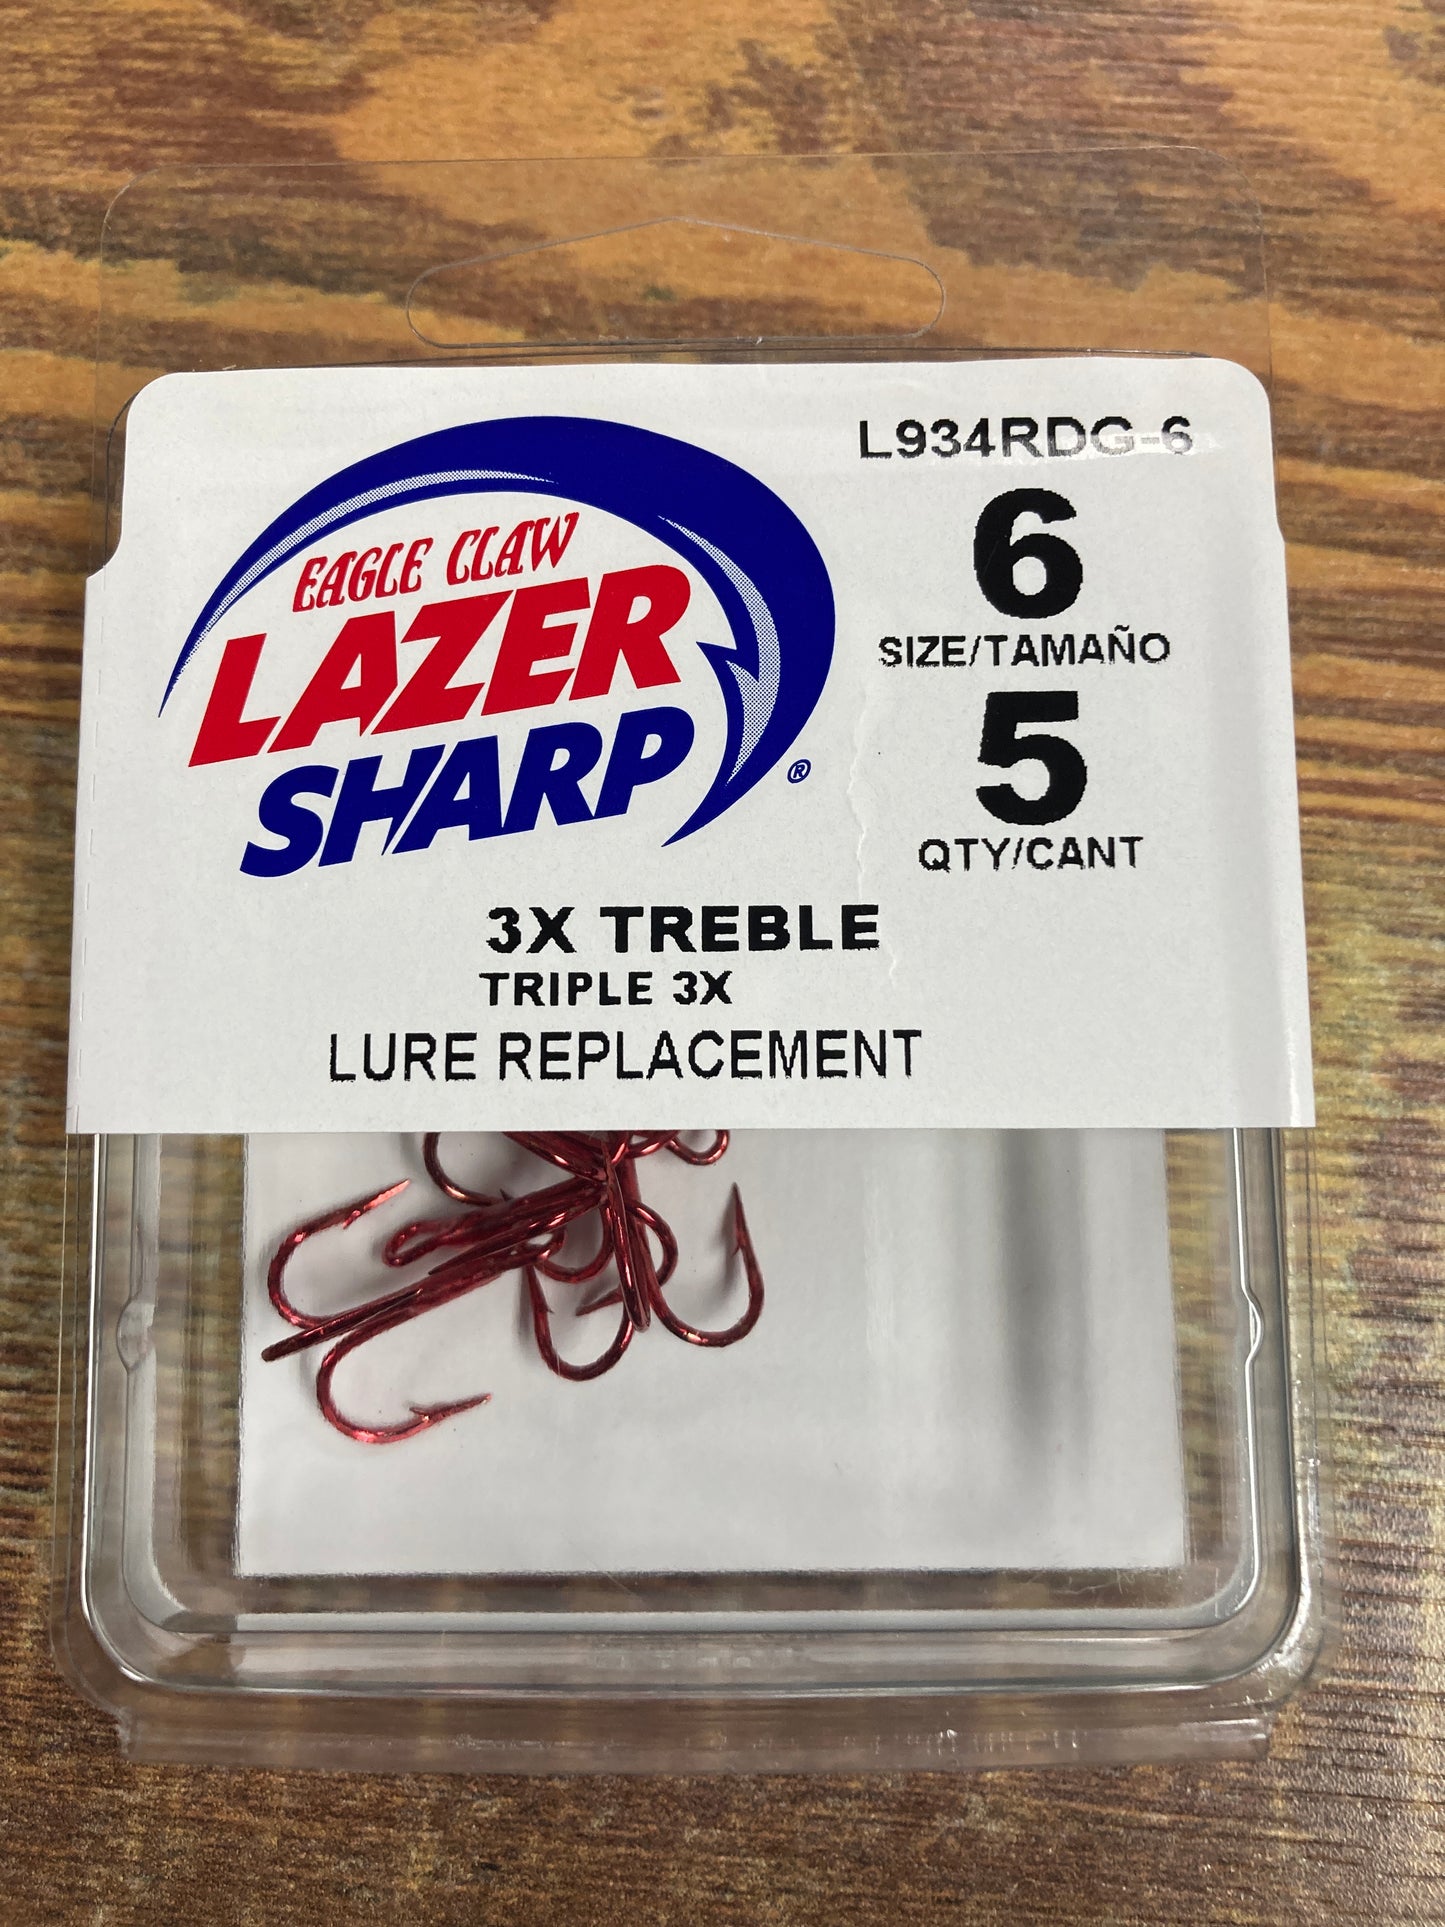 L934RDG-6
EAGLE CLAW
LAZER
SHARP®
6
SIZE/TAMAÑO
5
QTY/CANT
3X TREBLE
TRIPLE 3X
LURE REPLACEMENT